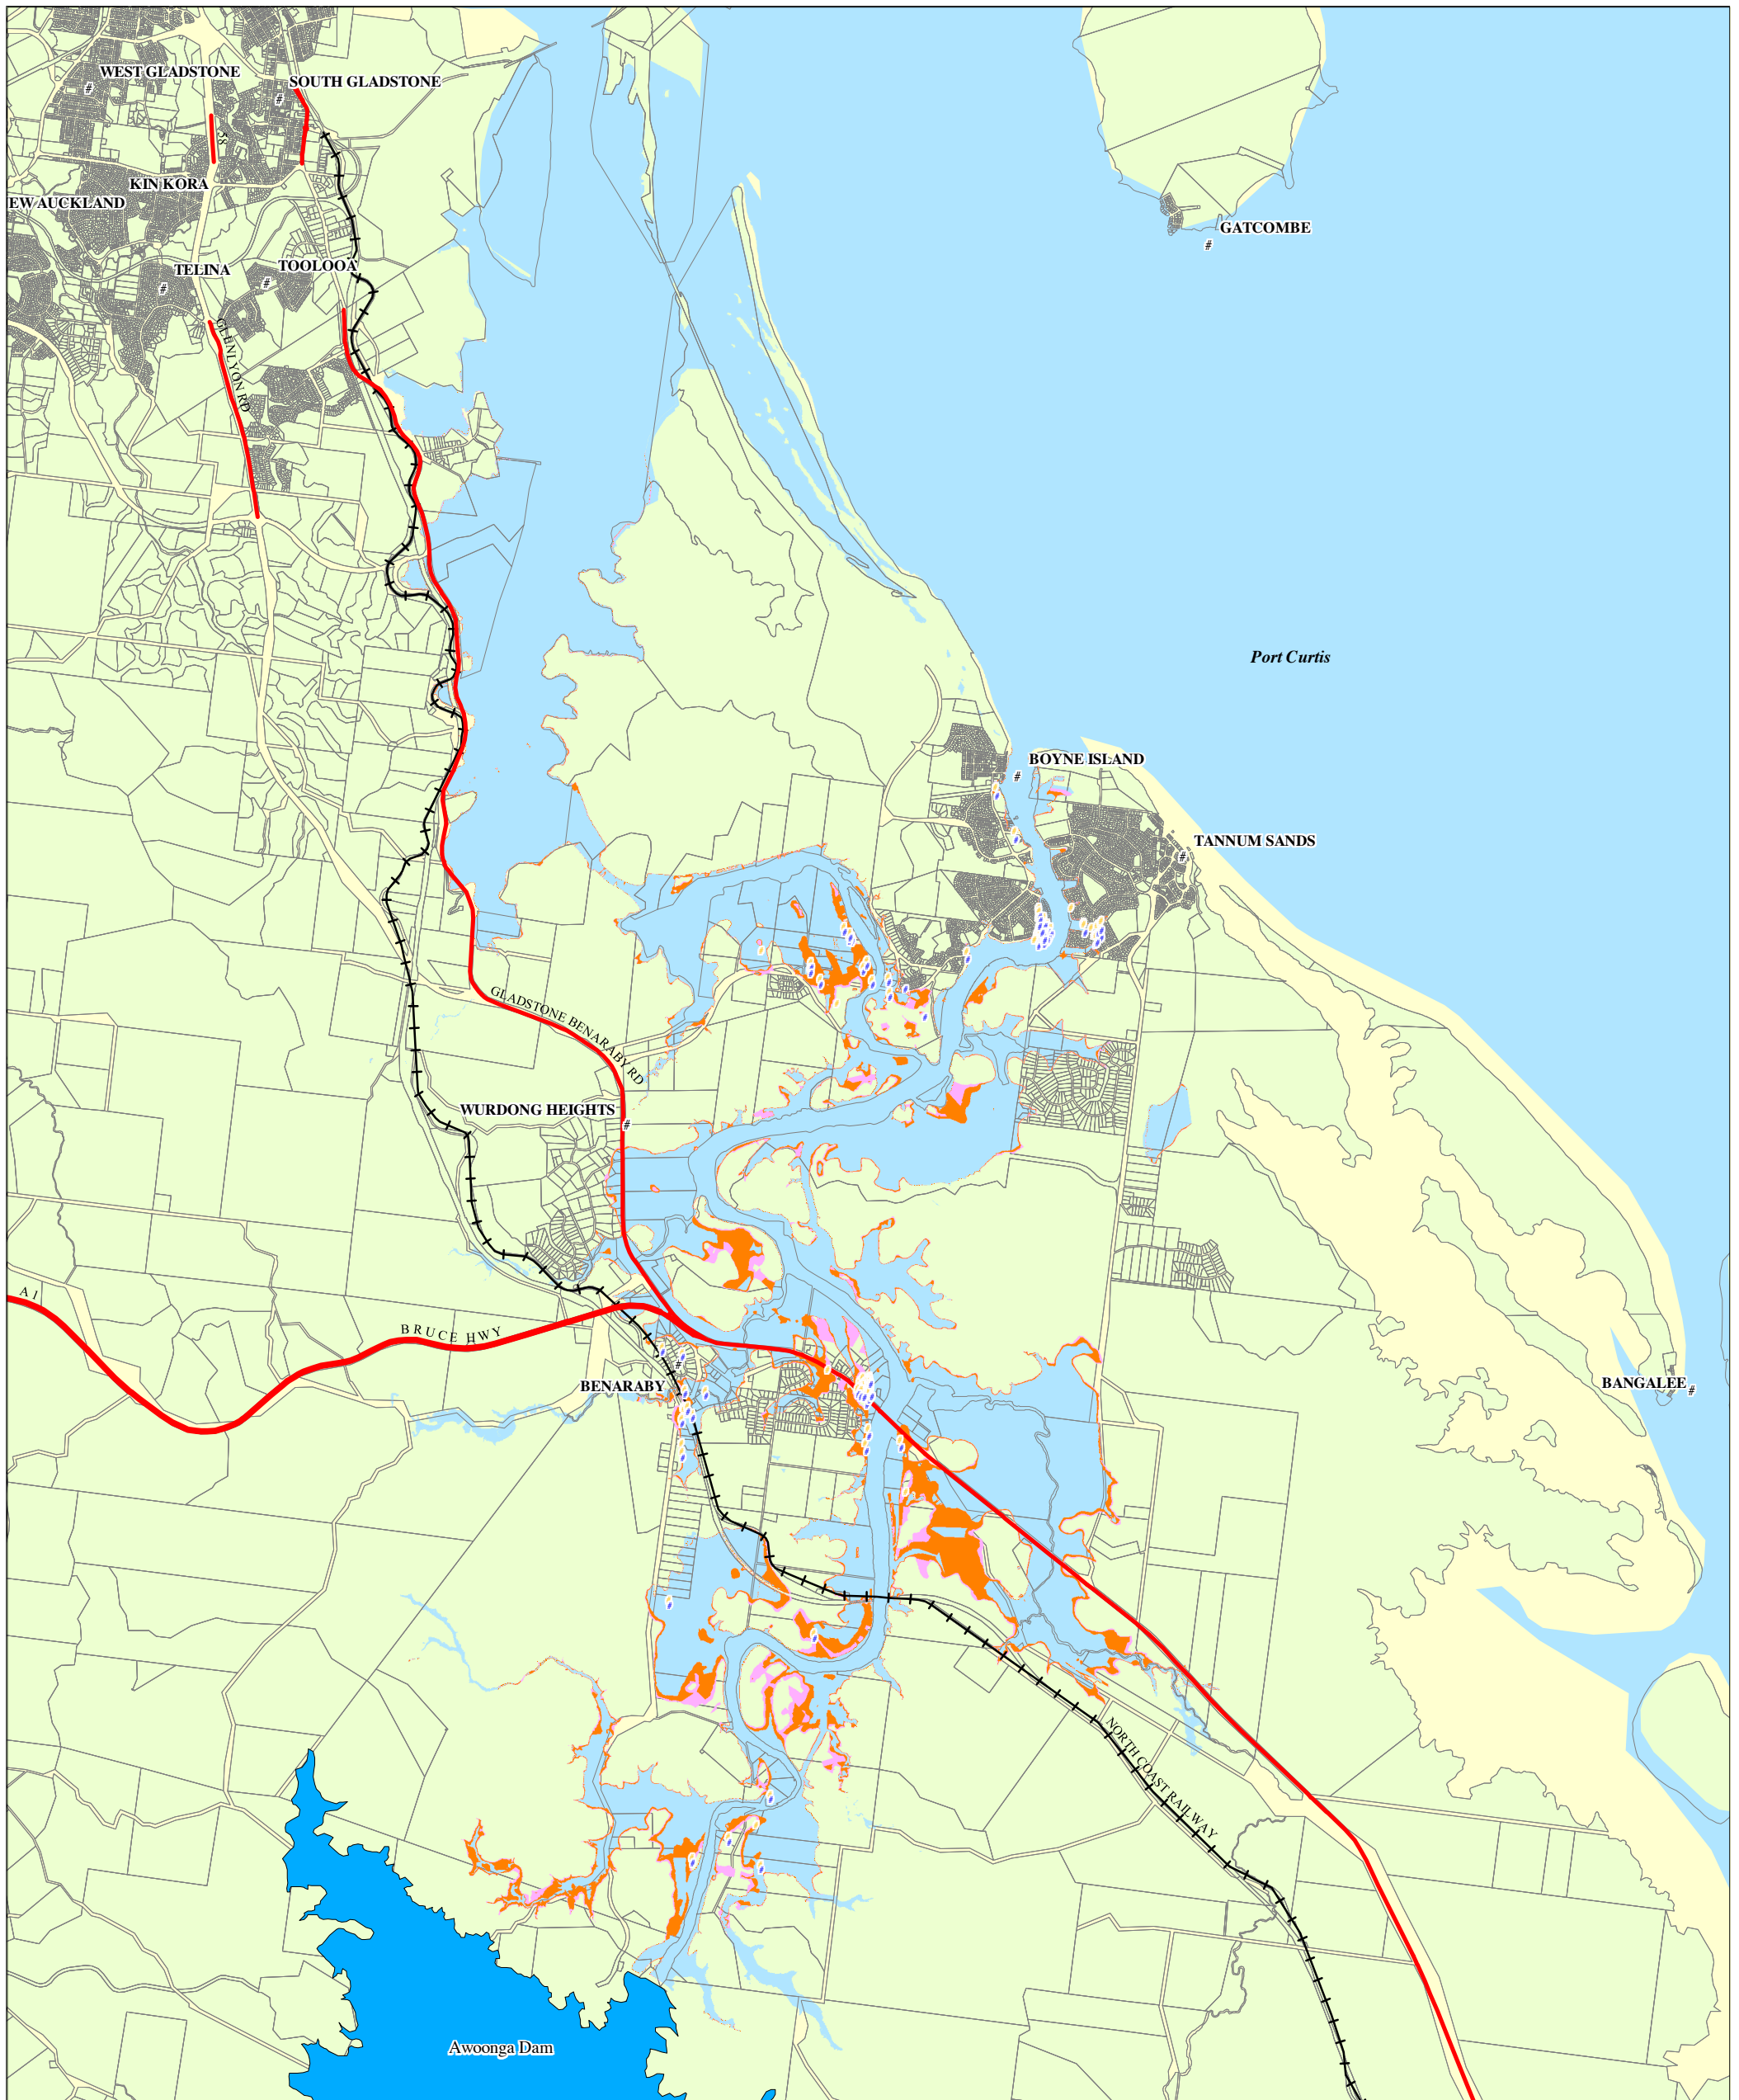 WEST GLADSTONE
SOUTH GLADSTONE
58
KIN KORA
EW AUCKLAND
GATCOMBE
TELINA
TOOLOOA
GLENLYON RD
Port Curtis
BOYNE ISLAND
TANNUM SANDS
GLADSTONE BENARABY RD
WURDONG HEIGHTS
A1
BRUCE HWY
BENARABY
BANGALEE
NORTH COAST RAILWAY
Awoonga Dam